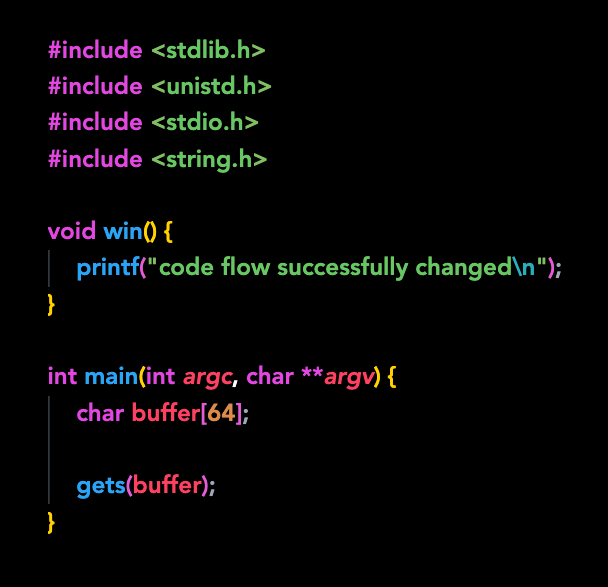 #include <stdlib.h>
#include <unistd.h>
#include <stdio.h>
#include <string.h>
void win() {
printf("code flow successfully changed\n");
}
int main(int argc, char **argv) {
char buffer[64];
gets(buffer);
}